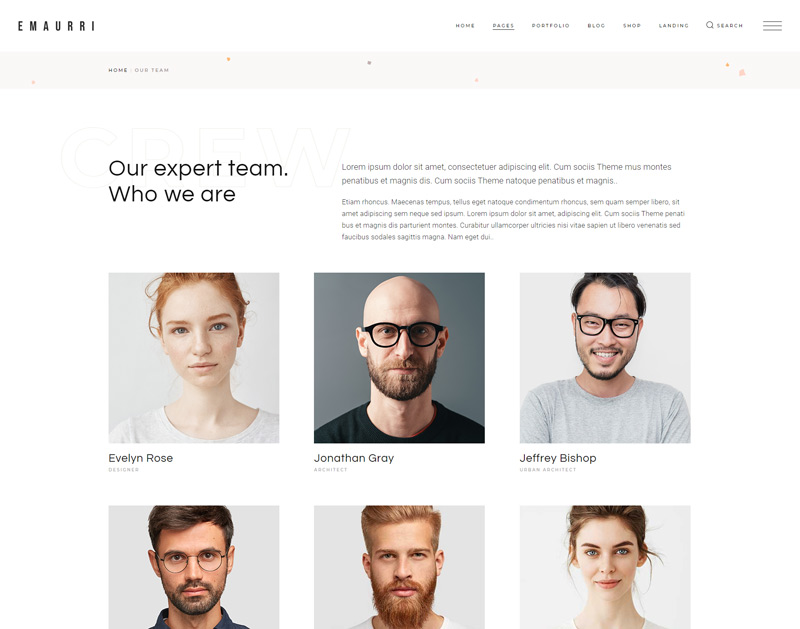 EMAURRI
HOME PAGES PORTFOLIO BLOG SHOP LANDING SEARCH
HOME OUR TEAM
CREW
Our expert team.
Who we are
Lorem ipsum dolor sit amet, consectetuer adipiscing elit. Cum sociis Theme mus montes
penatibus et magnis dis. Cum sociis Theme natoque penatibus et magnis..
Etiam rhoncus. Maecenas tempus, tellus eget natoque condimentum rhoncus, sem quam semper libero, sit
amet adipiscing sem neque sed ipsum. Lorem ipsum dolor sit amet, adipiscing elit. Cum sociis Theme penati
bus et magnis dis parturient montes. Curabitur ullamcorper ultricies nisi vitae sapien ut libero venenatis sed
faucibus sodales sagittis magna. Nam eget dui..
Evelyn Rose
DESIGNER
Jonathan Gray
ARCHITECT
Jeffrey Bishop
URBAN ARCHITECT